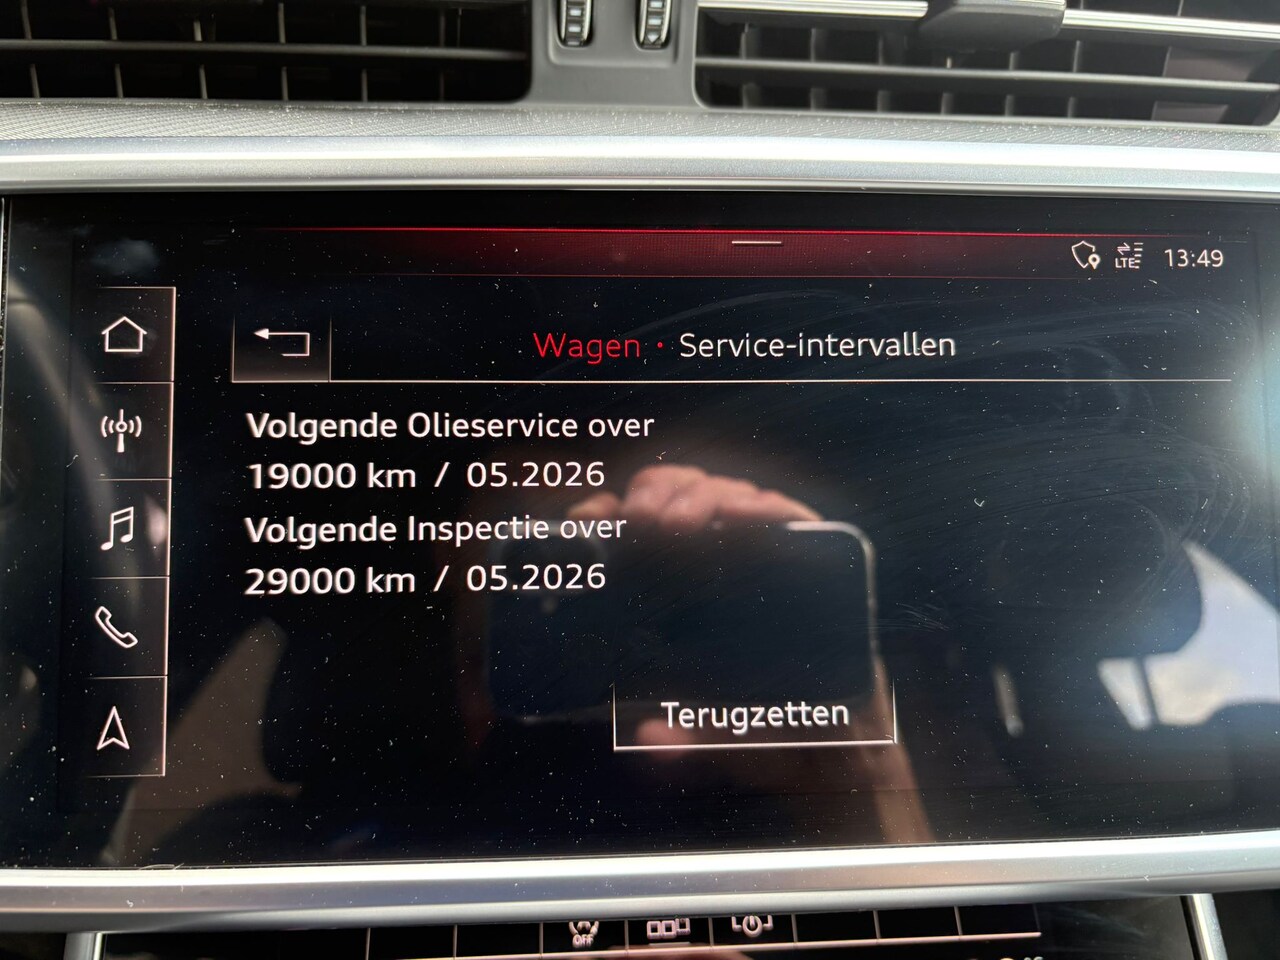 LTE 13:49
Wagen • Service-intervallen
Volgende Olieservice over
19000 km / 05.2026
Volgende Inspectie over
29000 km / 05.2026
Terugzetten
OFF